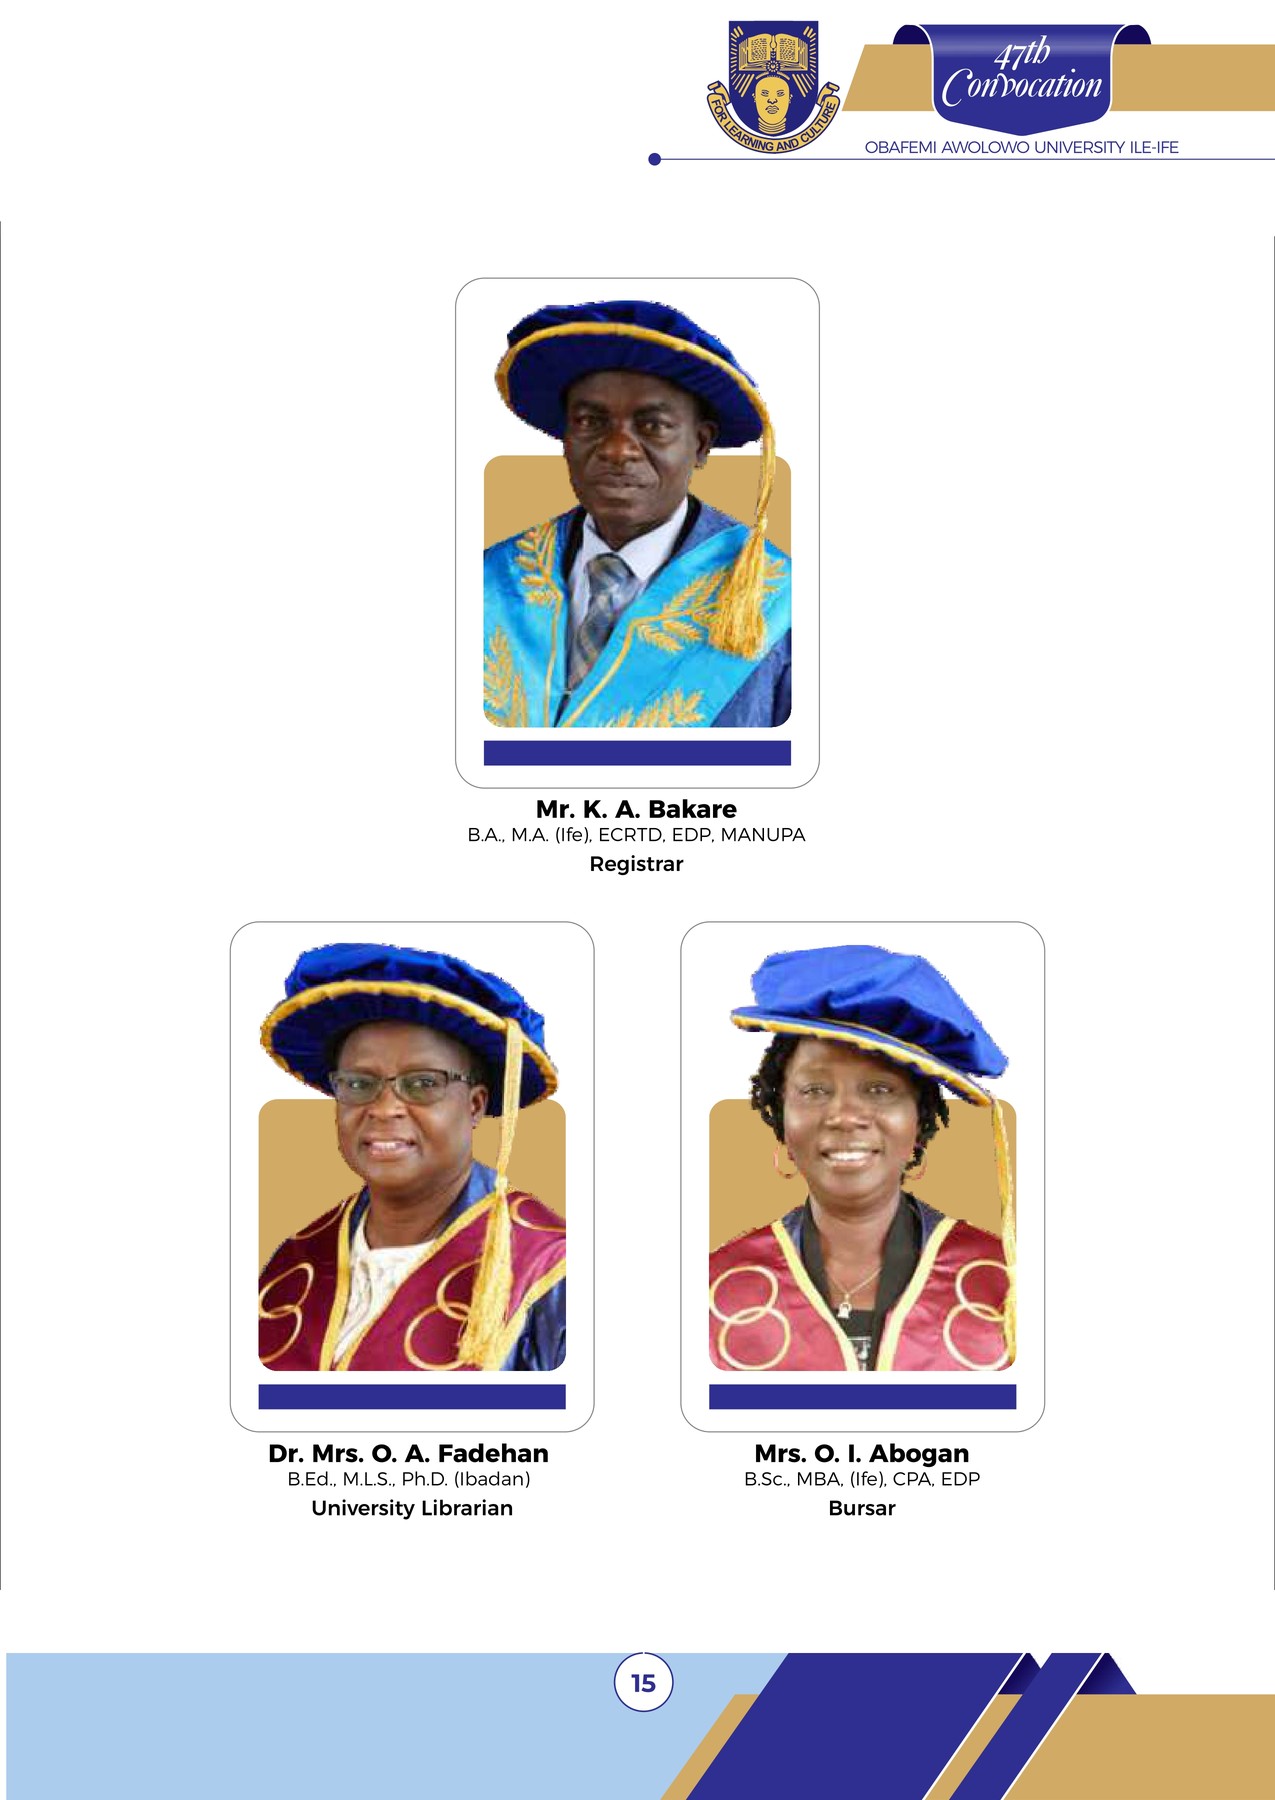 47th
Convocation
FOR LEARNING AND CULTURE
OBAFEMI AWOLOWO UNIVERSITY ILE-IFE
Mr. K. A. Bakare
B.A., M.A. (Ife), ECRTD, EDP, MANUPA
Registrar
Dr. Mrs. O. A. Fadehan
B.Ed., M.L.S., Ph.D. (Ibadan)
University Librarian
Mrs. O. I. Abogan
B.Sc., MBA, (Ife), CPA, EDP
Bursar
15